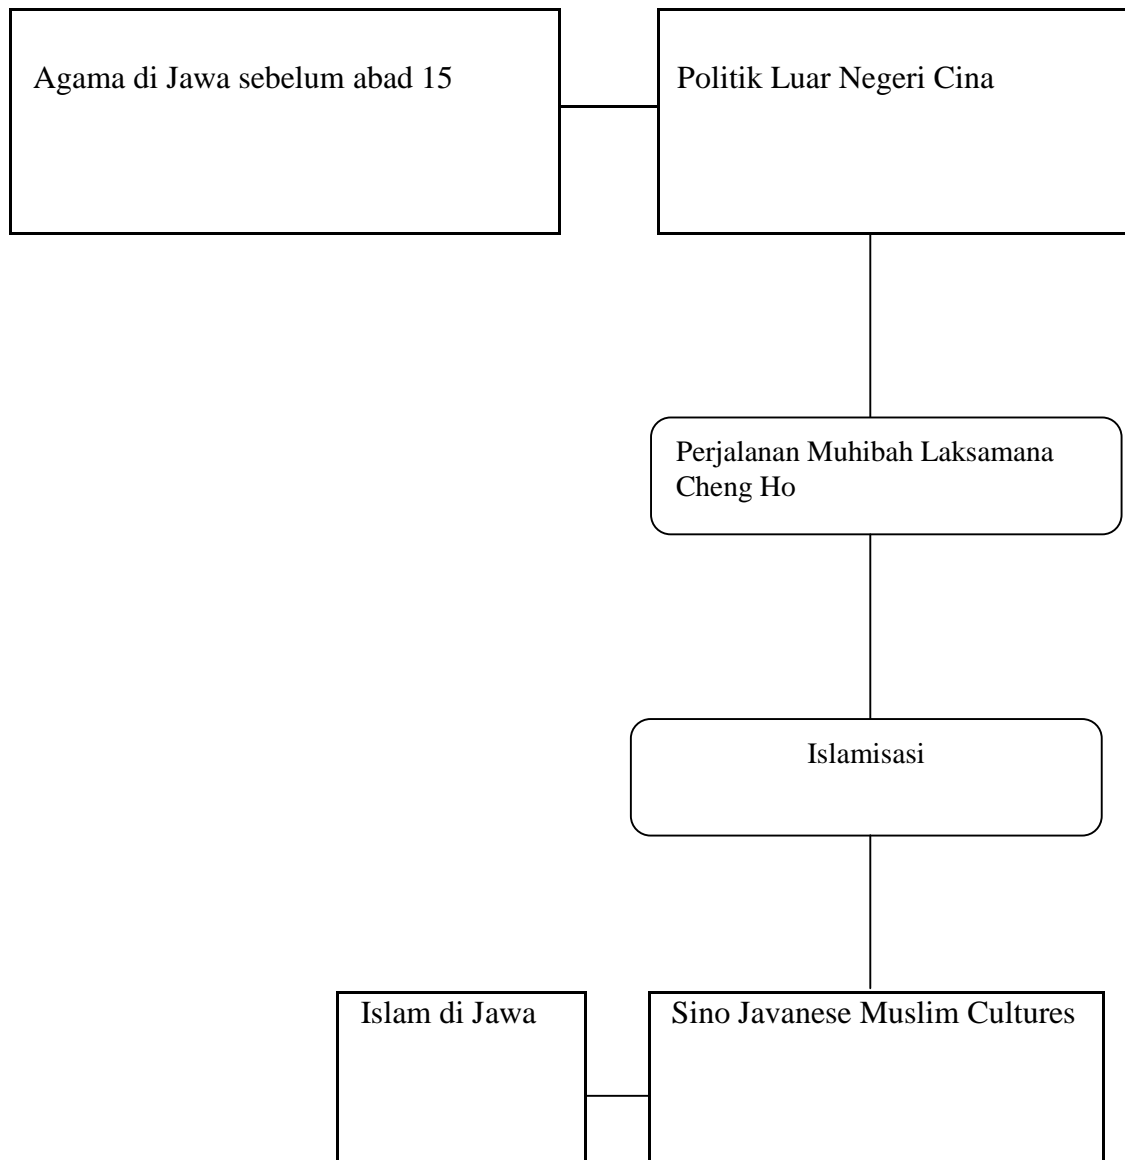 Agama di Jawa sebelum abad 15
Politik Luar Negeri Cina
Perjalanan Muhibah Laksamana
Cheng Ho
Islamisasi
Islam di Jawa
Sino Javanese Muslim Cultures